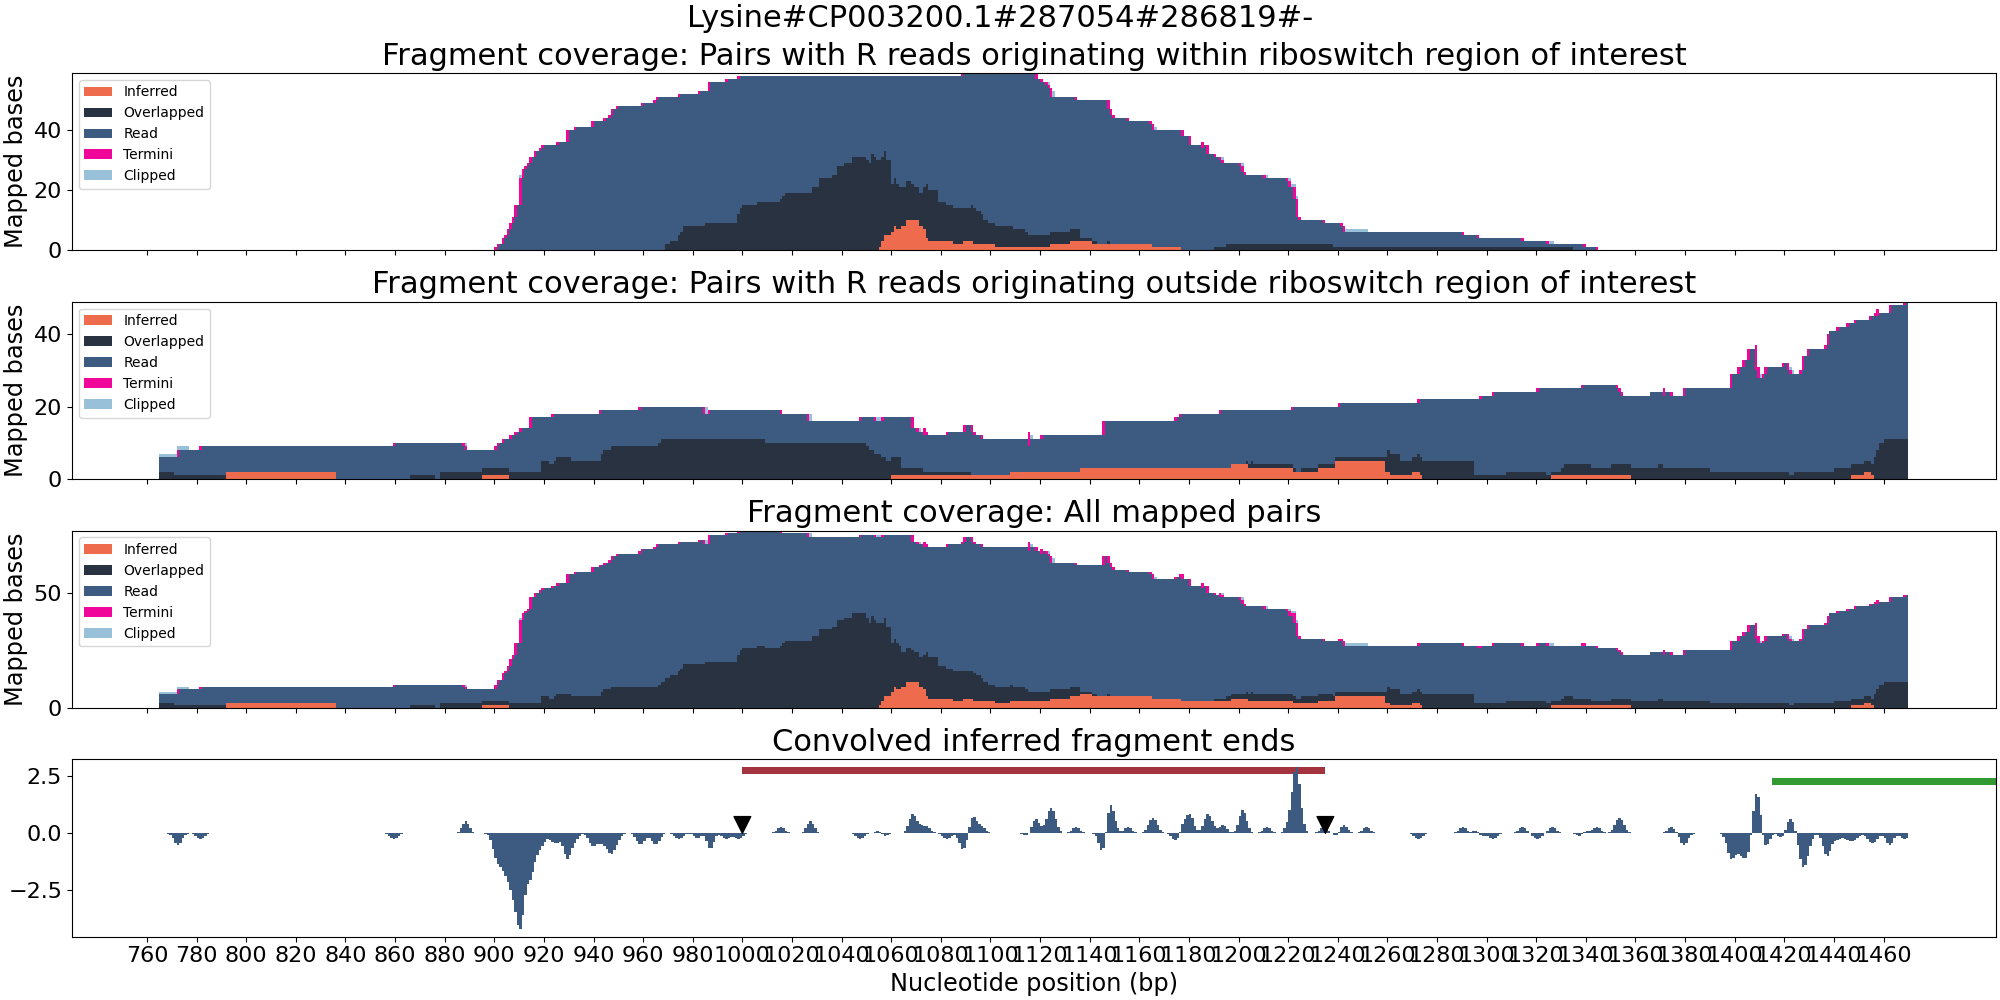 Lysine#CP003200.1#287054#286819#-
Fragment coverage: Pairs with R reads originating within riboswitch region of interest
Mapped bases
40
20
0
Inferred
Overlapped
Read
Termini
Clipped
Fragment coverage: Pairs with R reads originating outside riboswitch region of interest
Mapped bases
40
20
0
Inferred
Overlapped
Read
Termini
Clipped
Fragment coverage: All mapped pairs
Mapped bases
50
0
Inferred
Overlapped
Read
Termini
Clipped
Convolved inferred fragment ends
2.5
0.0
−2.5
760 780 800 820 840 860 880 900 920 940 960 980 1000 1020 1040 1060 1080 1100 1120 1140 1160 1180 1200 1220 1240 1260 1280 1300 1320 1340 1360 1380 1400 1420 1440 1460
Nucleotide position (bp)